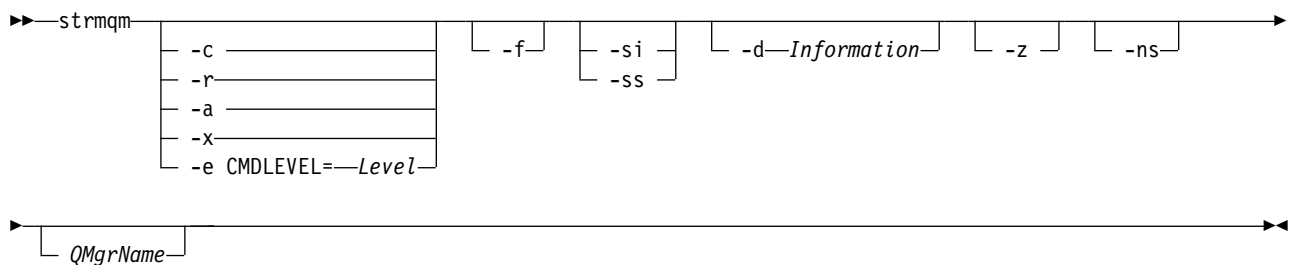 strmqm
-c
-r
-a
-x
-e CMDLEVEL= Level
-f
-si
-ss
-d Information
-z
-ns
QMgrName